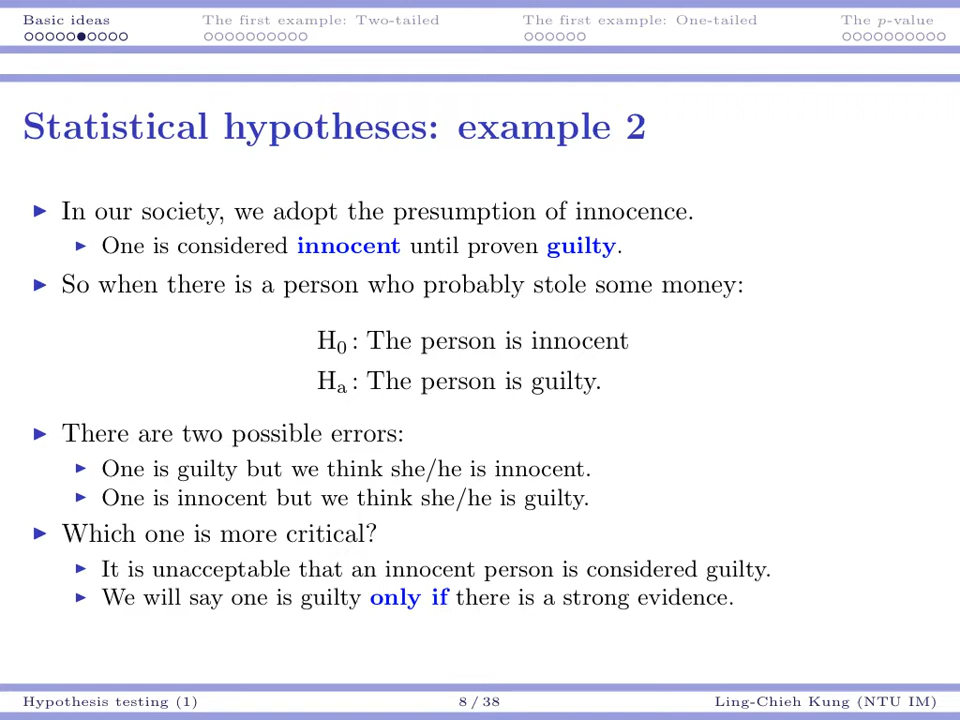 Basic ideas The first example: Two-tailed The first example: One-tailed The p-value
Statistical hypotheses: example 2
▶ In our society, we adopt the presumption of innocence.
▶ One is considered innocent until proven guilty.
▶ So when there is a person who probably stole some money:
H₀ : The person is innocent
Hₐ : The person is guilty.
▶ There are two possible errors:
▶ One is guilty but we think she/he is innocent.
▶ One is innocent but we think she/he is guilty.
▶ Which one is more critical?
▶ It is unacceptable that an innocent person is considered guilty.
▶ We will say one is guilty only if there is a strong evidence.
Hypothesis testing (1) 8 / 38 Ling-Chieh Kung (NTU IM)